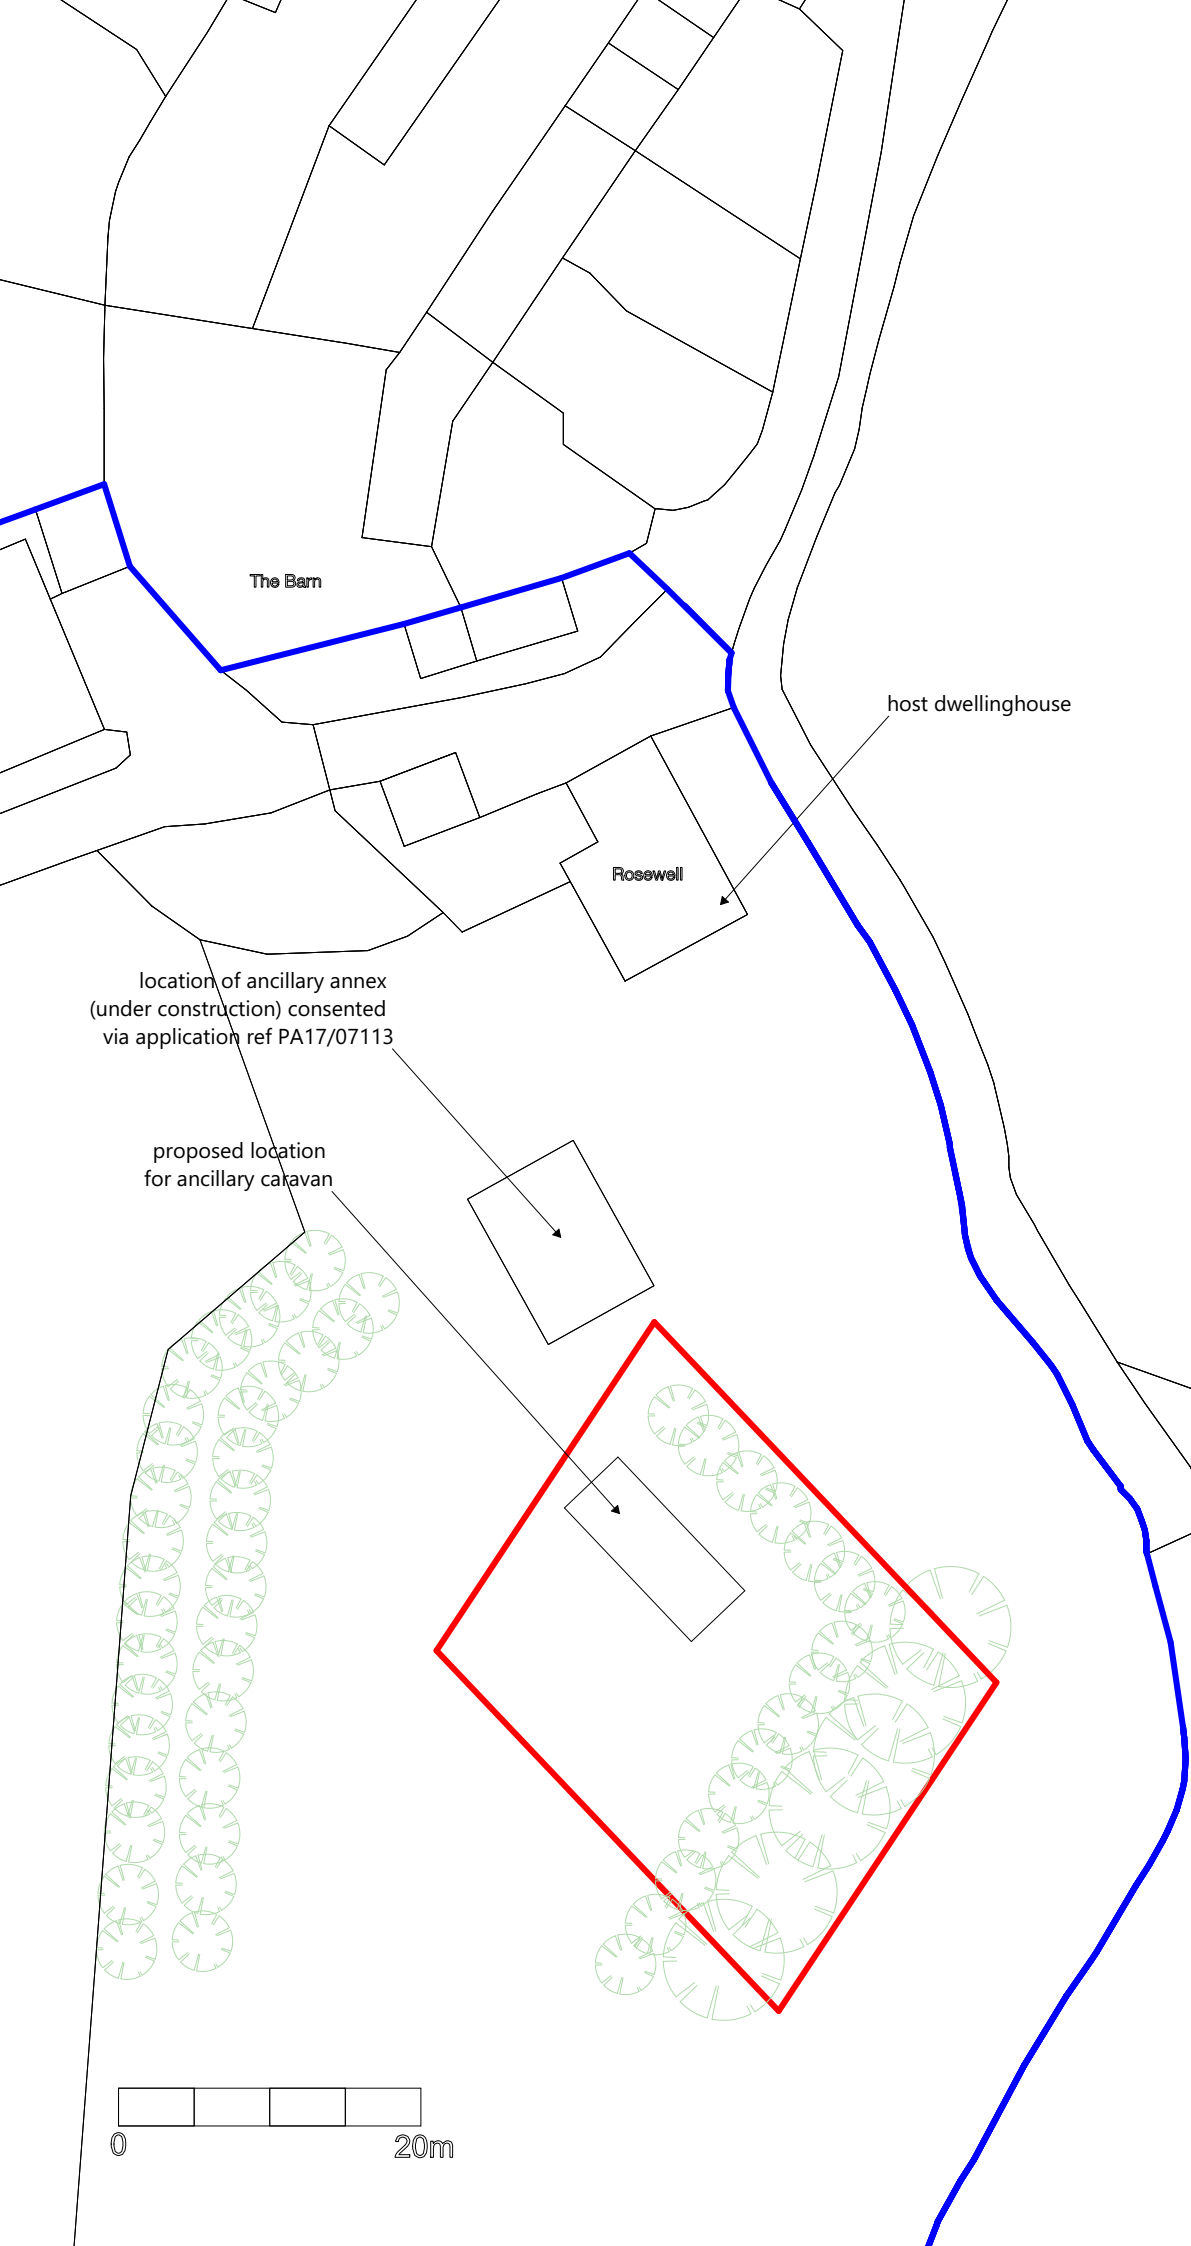 The Barn
host dwellinghouse
Rosewell
location of ancillary annex
(under construction) consented
via application ref PA17/07113
proposed location
for ancillary caravan
0
20m